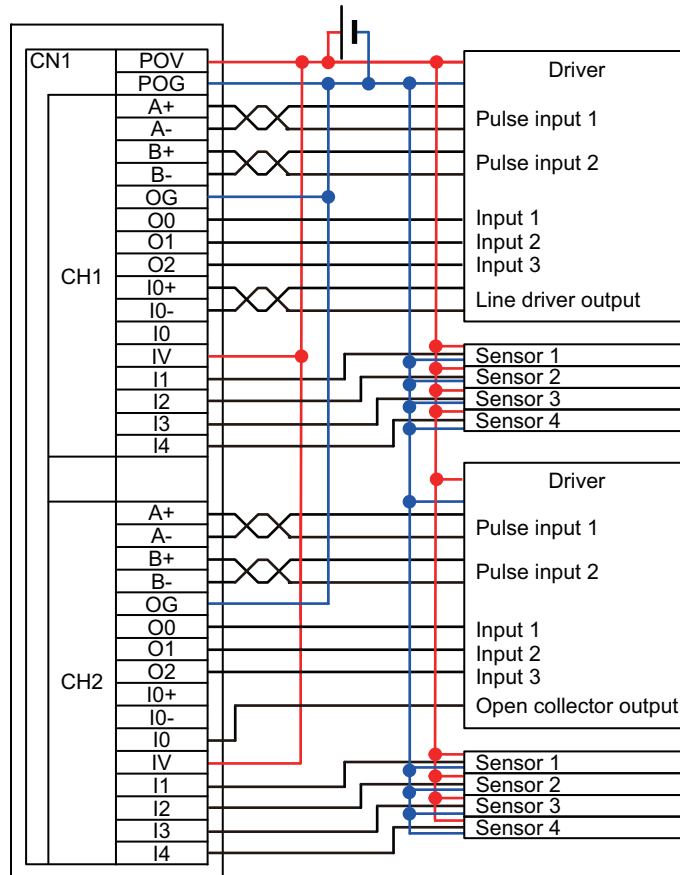 CN1
POV
POG
CH1
A+
A-
B+
B-
OG
O0
O1
O2
I0+
I0-
I0
IV
I1
I2
I3
I4
Driver
Pulse input 1
Pulse input 2
Input 1
Input 2
Input 3
Line driver output
Sensor 1
Sensor 2
Sensor 3
Sensor 4
CH2
A+
A-
B+
B-
OG
O0
O1
O2
I0+
I0-
I0
IV
I1
I2
I3
I4
Driver
Pulse input 1
Pulse input 2
Input 1
Input 2
Input 3
Open collector output
Sensor 1
Sensor 2
Sensor 3
Sensor 4